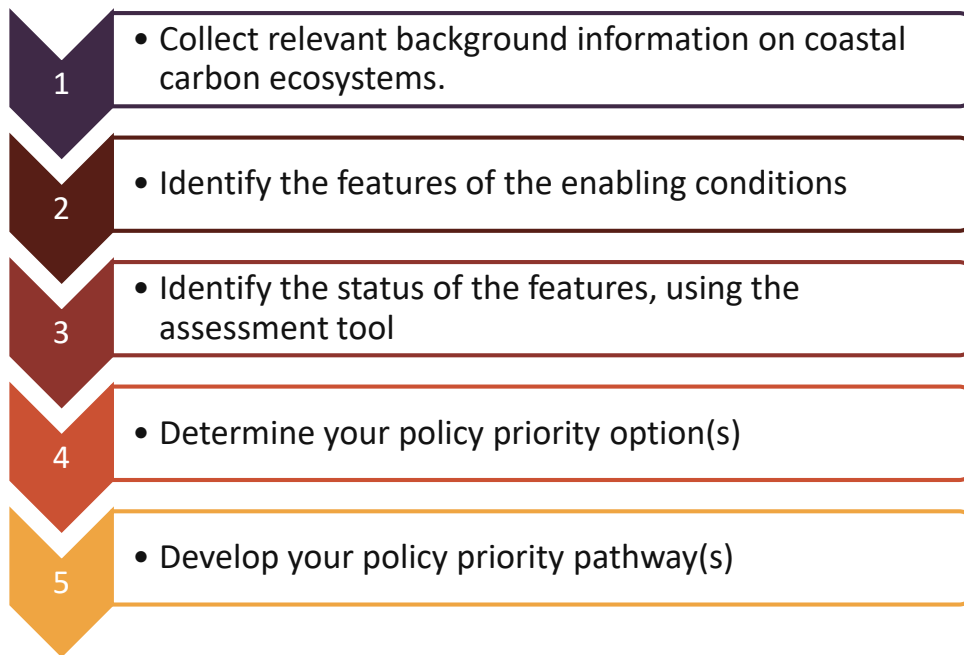 1
• Collect relevant background information on coastal
carbon ecosystems.
2
• Identify the features of the enabling conditions
3
• Identify the status of the features, using the
assessment tool
4
• Determine your policy priority option(s)
5
• Develop your policy priority pathway(s)